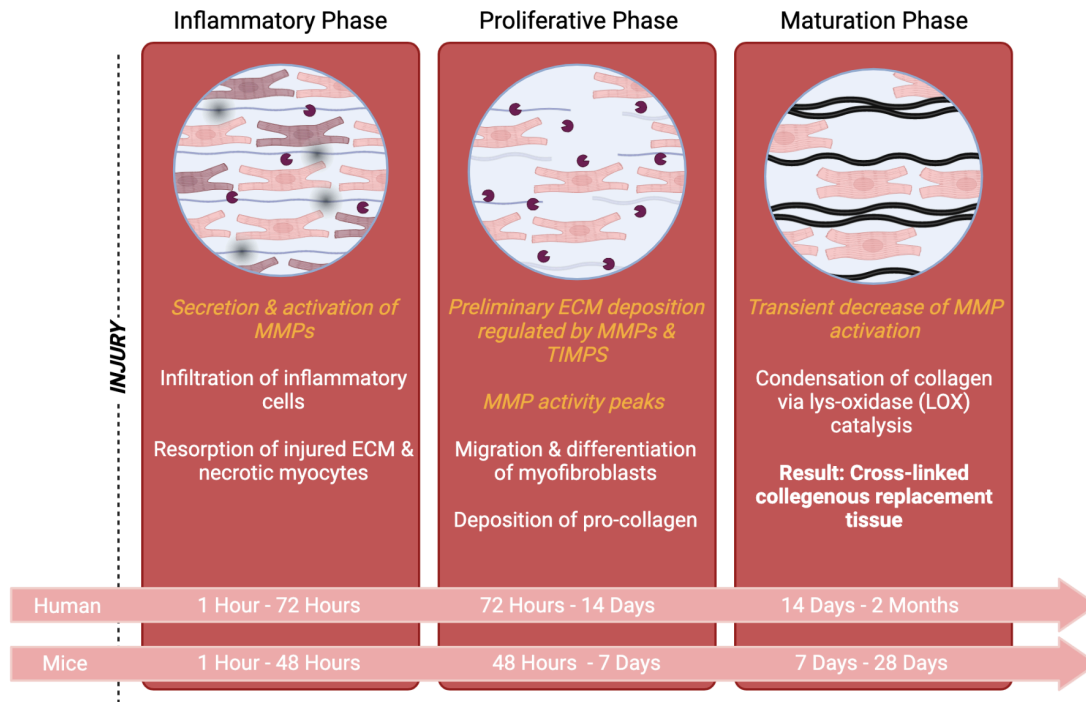 Inflammatory Phase
Proliferative Phase
Maturation Phase
INJURY
Secretion & activation of
MMPs
Infiltration of inflammatory
cells
Resorption of injured ECM &
necrotic myocytes
Preliminary ECM deposition
regulated by MMPs &
TIMPS
MMP activity peaks
Migration & differentiation
of myofibroblasts
Deposition of pro-collagen
Transient decrease of MMP
activation
Condensation of collagen
via lys-oxidase (LOX)
catalysis
Result: Cross-linked
collegenous replacement
tissue
Human
1 Hour - 72 Hours
72 Hours - 14 Days
14 Days - 2 Months
Mice
1 Hour - 48 Hours
48 Hours - 7 Days
7 Days - 28 Days